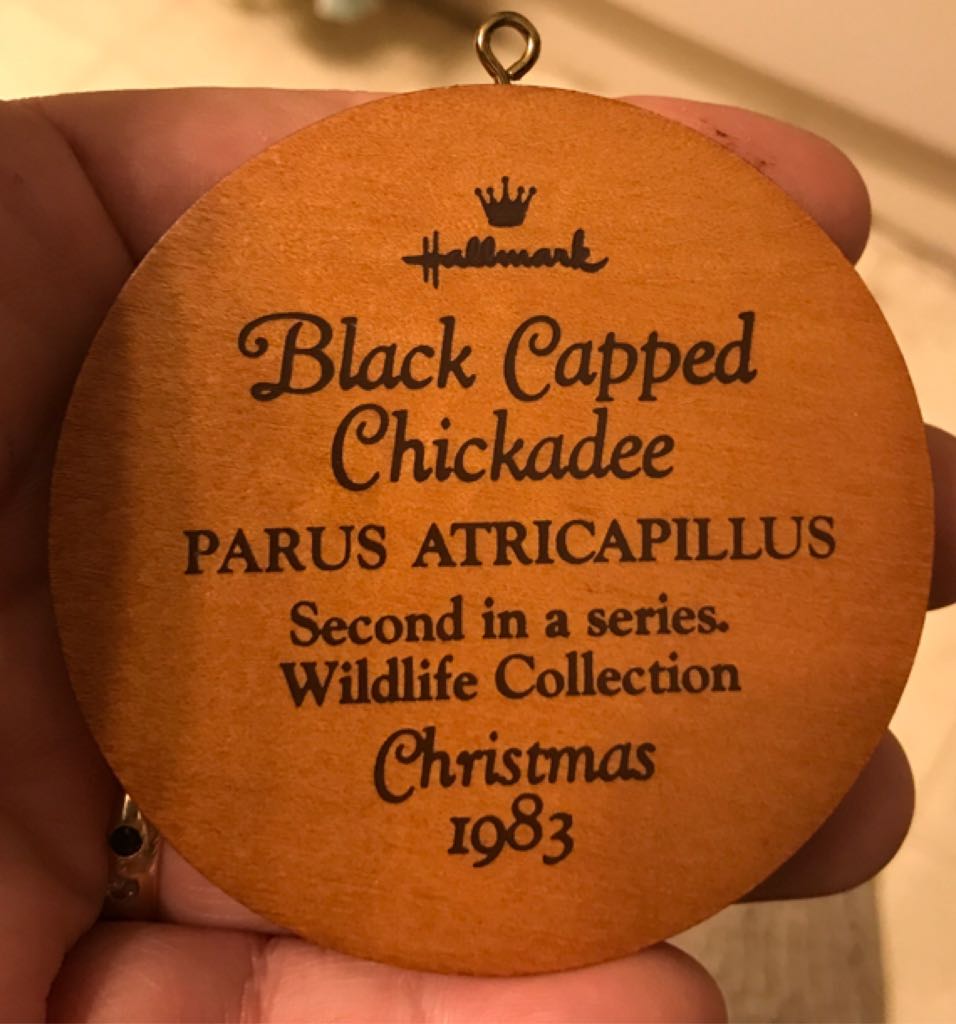 Hallmark
Black Capped
Chickadee
PARUS ATRICAPILLUS
Second in a series.
Wildlife Collection
Christmas
1983